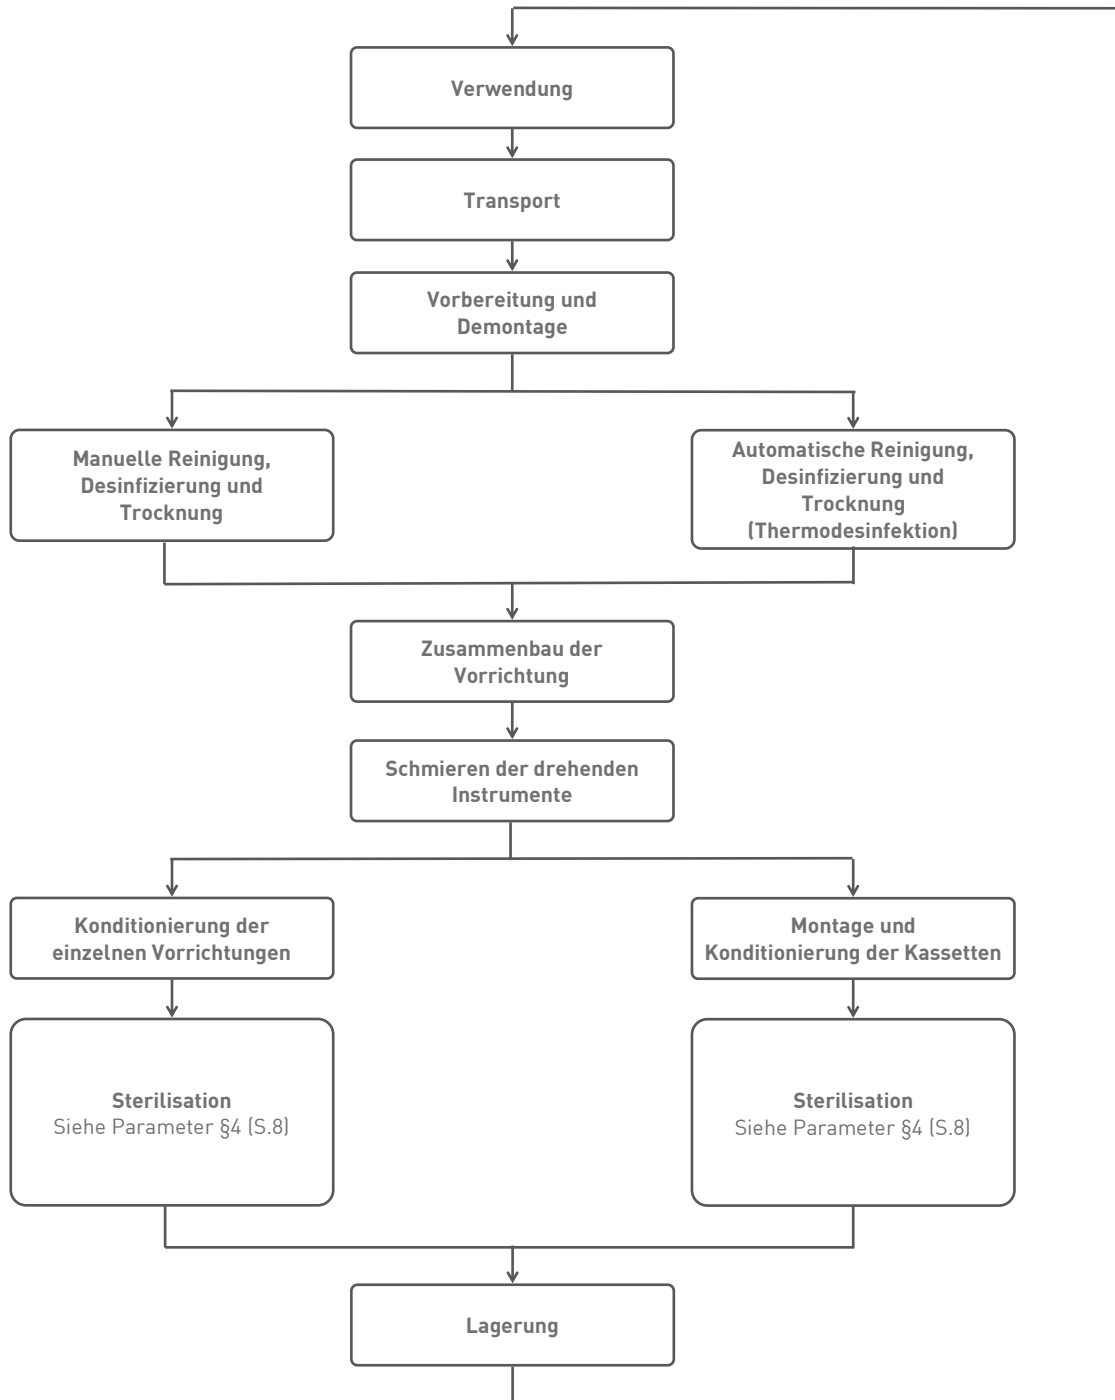 Verwendung
Transport
Vorbereitung und
Demontage
Manuelle Reinigung,
Desinfizierung und
Trocknung
Automatische Reinigung,
Desinfizierung und
Trocknung
(Thermodesinfektion)
Zusammenbau der
Vorrichtung
Schmieren der drehenden
Instrumente
Konditionierung der
einzelnen Vorrichtungen
Montage und
Konditionierung der Kassetten
Sterilisation
Siehe Parameter §4 (S.8)
Sterilisation
Siehe Parameter §4 (S.8)
Lagerung